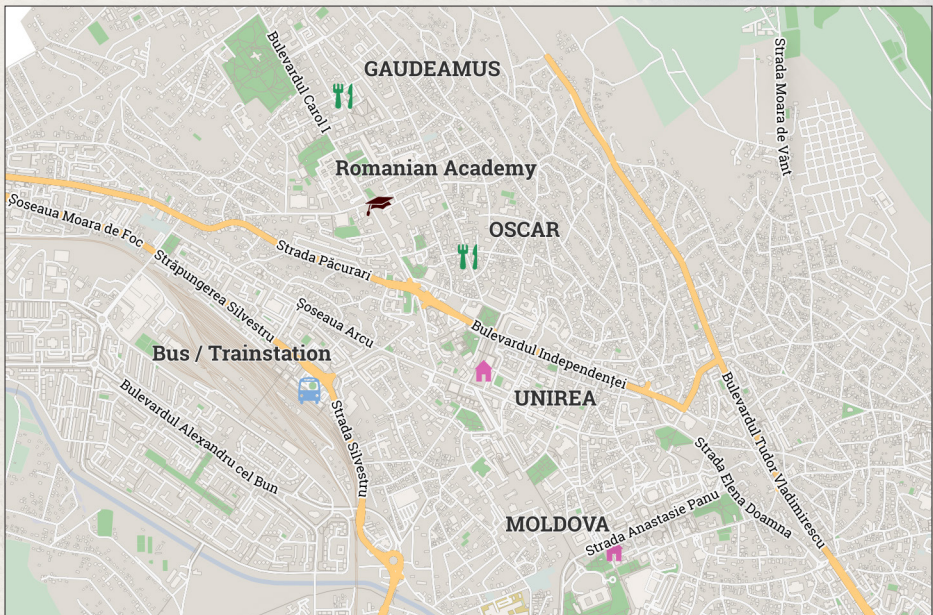 Bulevardul Carol I
GAUDEAMUS
Strada Moara de Vânt
Romanian Academy
Șoseaua Moara de Foc
OSCAR
Strada Păcurari
Străpungerea Silvestru
Șoseaua Arcu
Bulevardul Independenței
Bus / Trainstation
UNIREA
Bulevardul Alexandru cel Bun
Strada Silvestru
Bulevardul Tudor Vladimirescu
Strada Elena Doamna
MOLDOVA
Strada Anastasie Panu